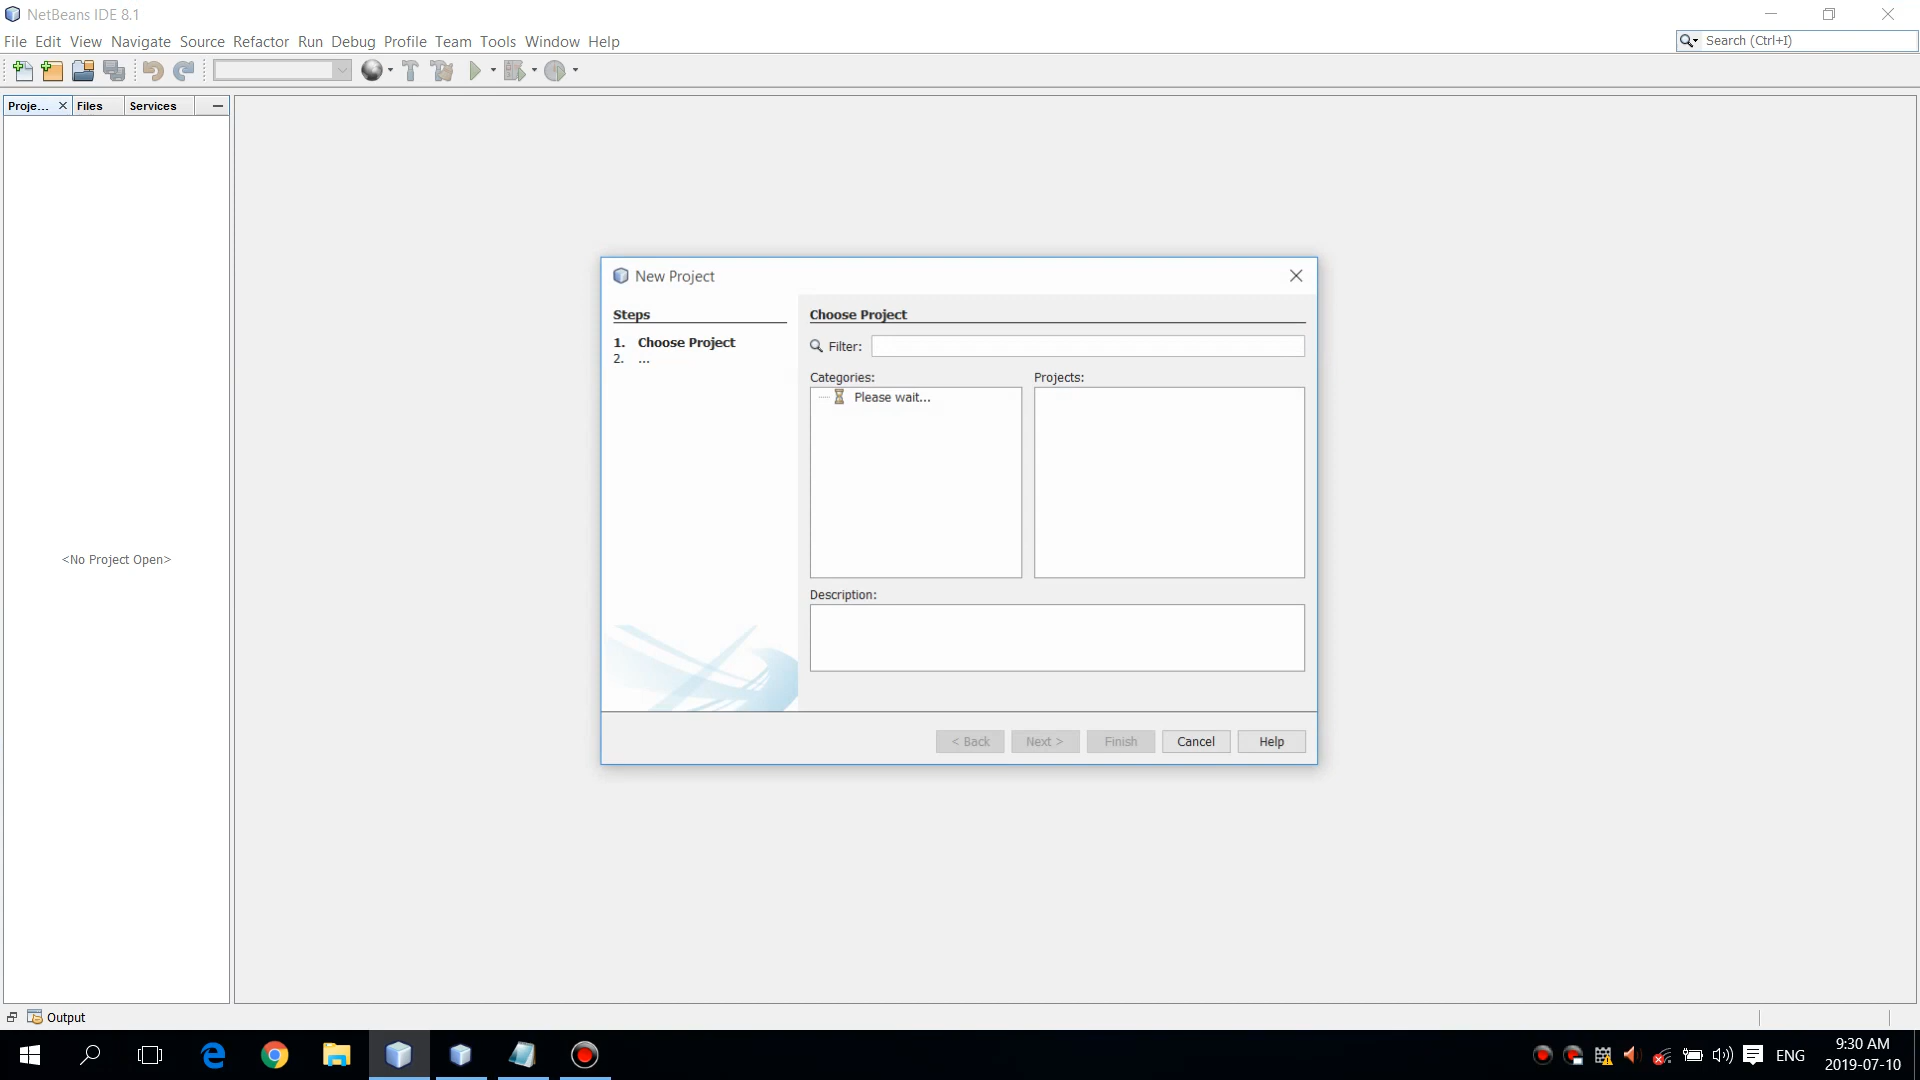 NetBeans IDE 8.1
File Edit View Navigate Source Refactor Run Debug Profile Team Tools Window Help
Search (Ctrl+I)
Proje... Files Services
<No Project Open>
New Project
Steps
1. Choose Project
2. ...
Choose Project
Filter:
Categories:
Projects:
Please wait...
Description:
< Back Next > Finish Cancel Help
Output
ENG
9:30 AM
2019-07-10